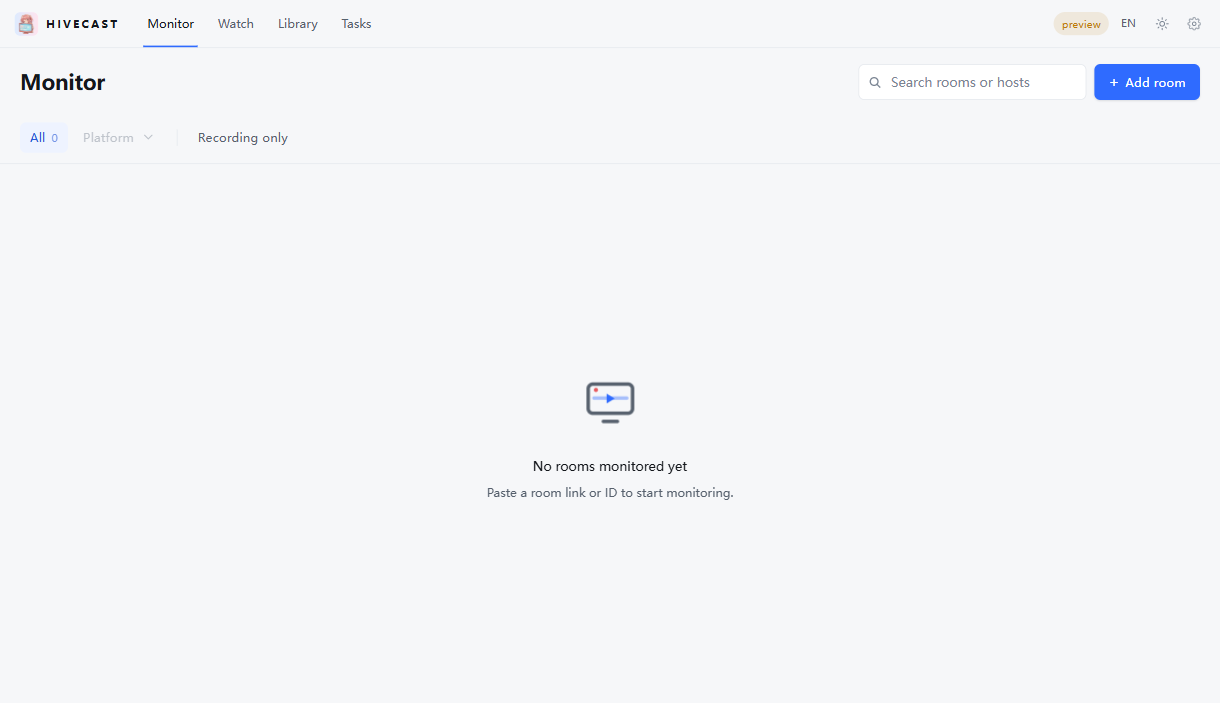 HIVECAST Monitor Watch Library Tasks preview EN
Monitor Search rooms or hosts + Add room
All 0 Platform Recording only
No rooms monitored yet
Paste a room link or ID to start monitoring.